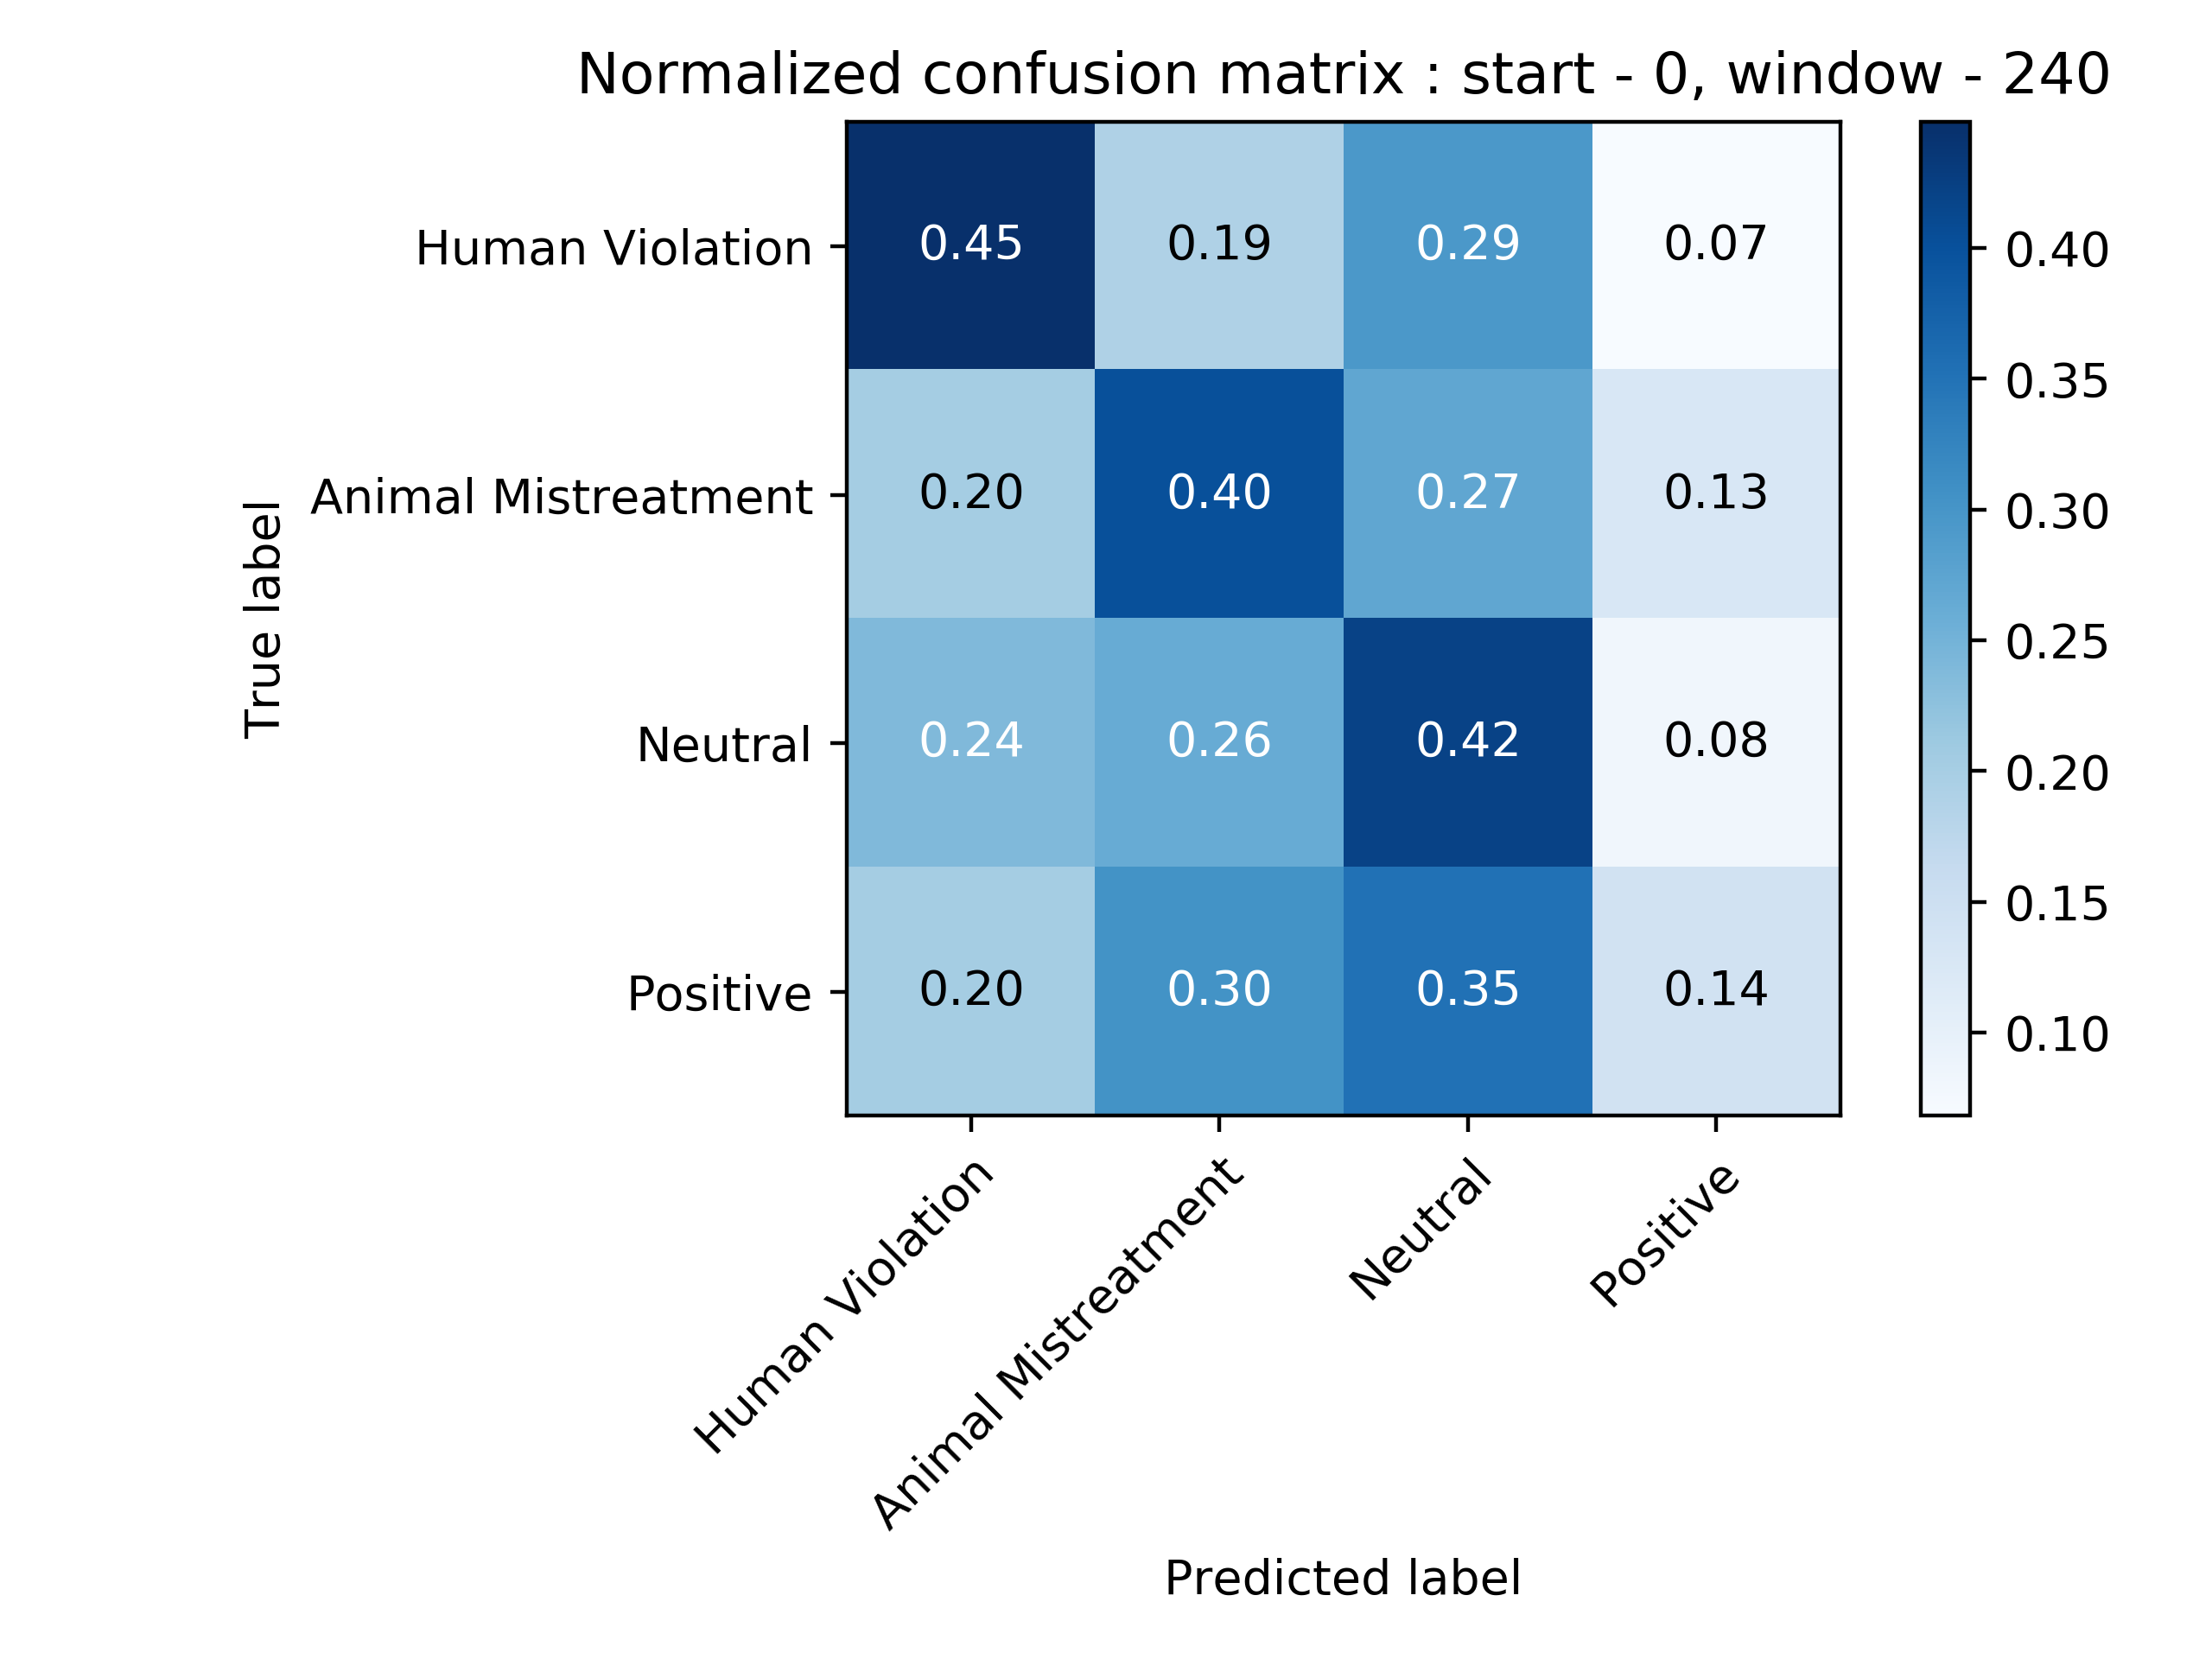 Normalized confusion matrix : start - 0, window - 240
Human Violation 0.45 0.19 0.29 0.07
Animal Mistreatment 0.20 0.40 0.27 0.13
Neutral 0.24 0.26 0.42 0.08
Positive 0.20 0.30 0.35 0.14
True label
Human Violation
Animal Mistreatment
Neutral
Positive
Predicted label
0.40
0.35
0.30
0.25
0.20
0.15
0.10